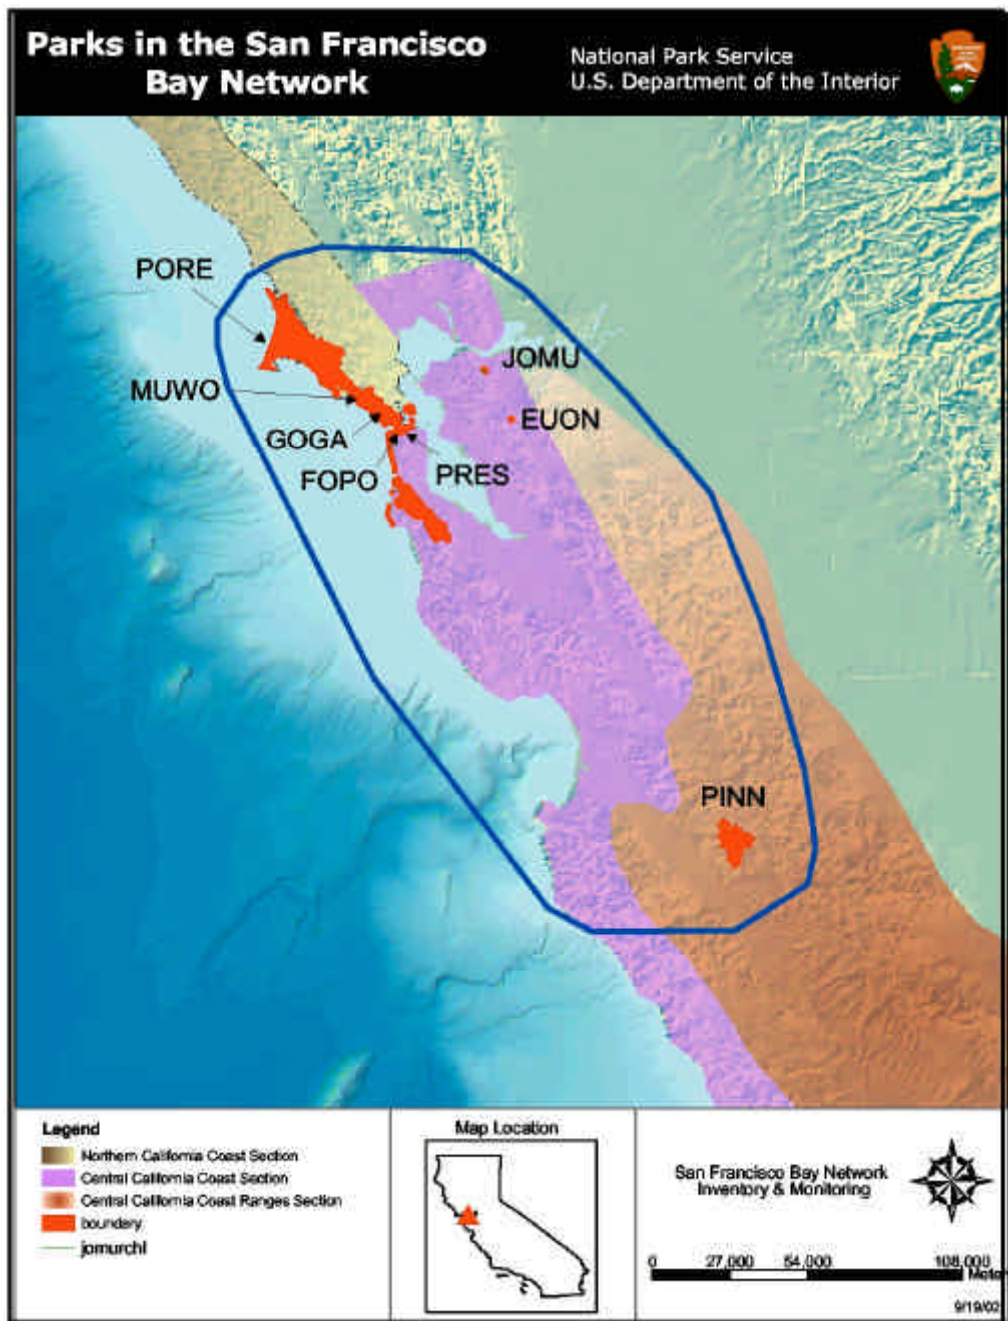 Parks in the San Francisco
Bay Network
National Park Service
U.S. Department of the Interior
PORE
MUWO
GOGA
FOPO
PRES
JOMU
EUON
PINN
Legend
Northern California Coast Section
Central California Coast Section
Central California Coast Ranges Section
boundary
jomurchl
Map Location
San Francisco Bay Network
Inventory & Monitoring
0 27,000 54,000 108,000
9/19/02